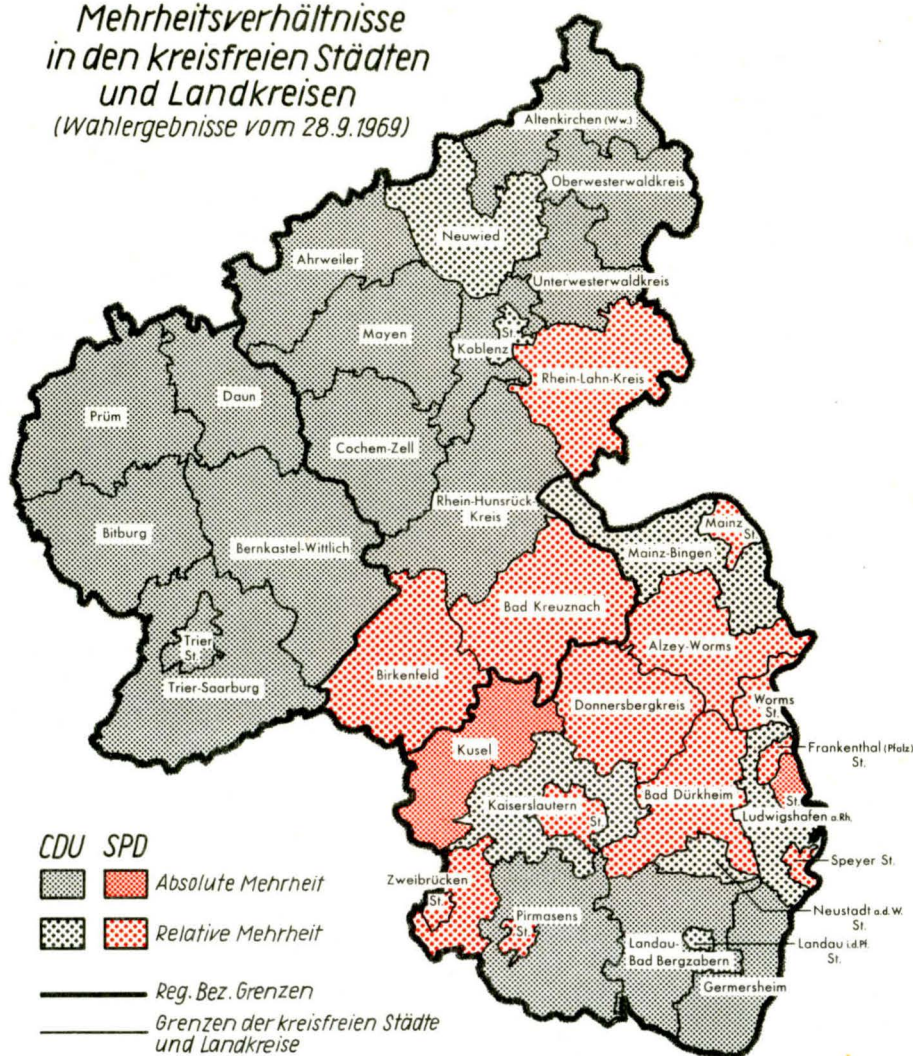 Mehrheitsverhältnisse
in den kreisfreien Städten
und Landkreisen
(Wahlergebnisse vom 28.9.1969)
Altenkirchen (Ww.)
Oberwesterwaldkreis
Neuwied
Ahrweiler
Unterwesterwaldkreis
Mayen
St.
Kablenz
Rhein-Lahn-Kreis
Daun
Prüm
Cochem-Zell
Rhein-Hunsrück-
Kreis
Bitburg
Bernkastel-Wittlich
Mainz
St.
Mainz-Bingen
Bad Kreuznach
Trier
St.
Alzey-Worms
Birkenfeld
Trier-Saarburg
Donnersbergkreis
Worms
St.
Kusel
Frankenthal (Pfalz)
St.
Kaiserslautern
St.
Bad Dürkheim
St.
Ludwigshafen a.Rh.
Speyer St.
Zweibrücken
St.
Pirmasens
St.
Neustadt a.d.W.
St.
Landau-
Bad Bergzabern
Landau i.d.Pf.
St.
Germersheim
CDU SPD
Absolute Mehrheit
Relative Mehrheit
Reg. Bez. Grenzen
Grenzen der kreisfreien Städte
und Landkreise